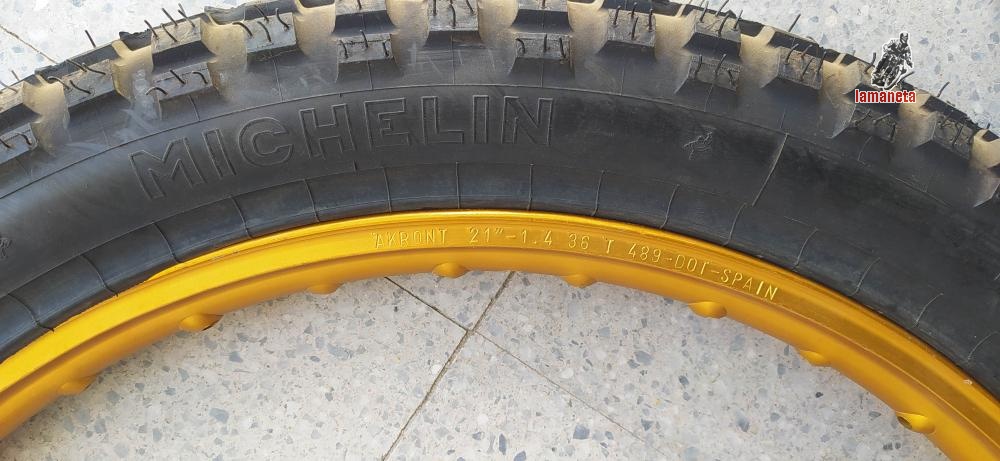 lamaneta
MICHELIN
AKRONT 21"-1.4 36 T 489-DOT-SPAIN